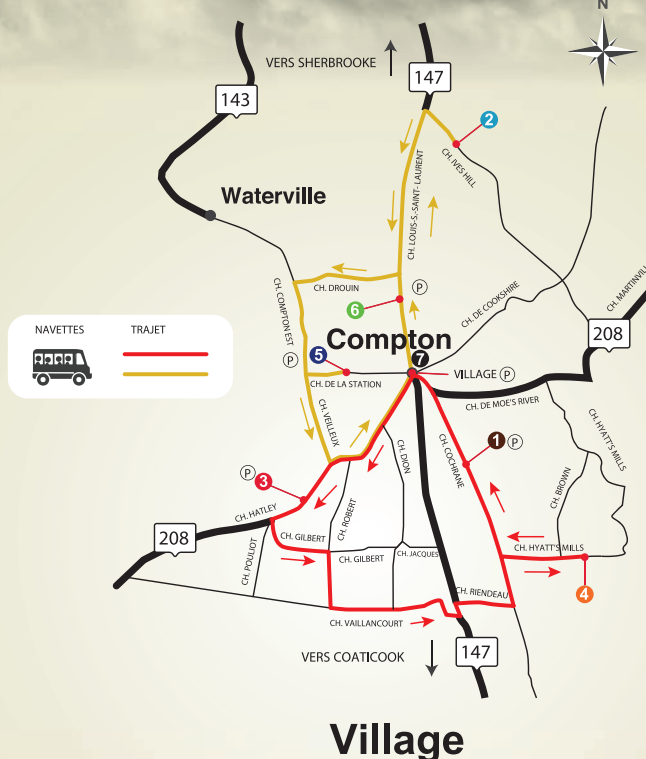 N
VERS SHERBROOKE
147
143
2
CH. IVES HILL
CH. LOUIS-S.-SAINT- LAURENT
Waterville
CH. DROUIN
P
6
CH. DE COOKSHIRE
CH. MARTINVILL
CH. COMPTON EST
208
NAVETTES
TRAJET
Compton
P
5
7
VILLAGE P
CH. DE LA STATION
CH. DE MOE'S RIVER
CH. VEILLEUX
CH. HYATT'S MILLS
CH. DION
CH. COCHRANE
1 P
P
3
CH. BROWN
CH. ROBERT
CH. HATLEY
208
CH. GILBERT
CH. GILBERT
CH. JACQUES
CH. HYATT'S MILLS
CH. POULIOT
4
CH. RIENDEAU
CH. VAILLANCOURT
VERS COATICOOK
147
Village